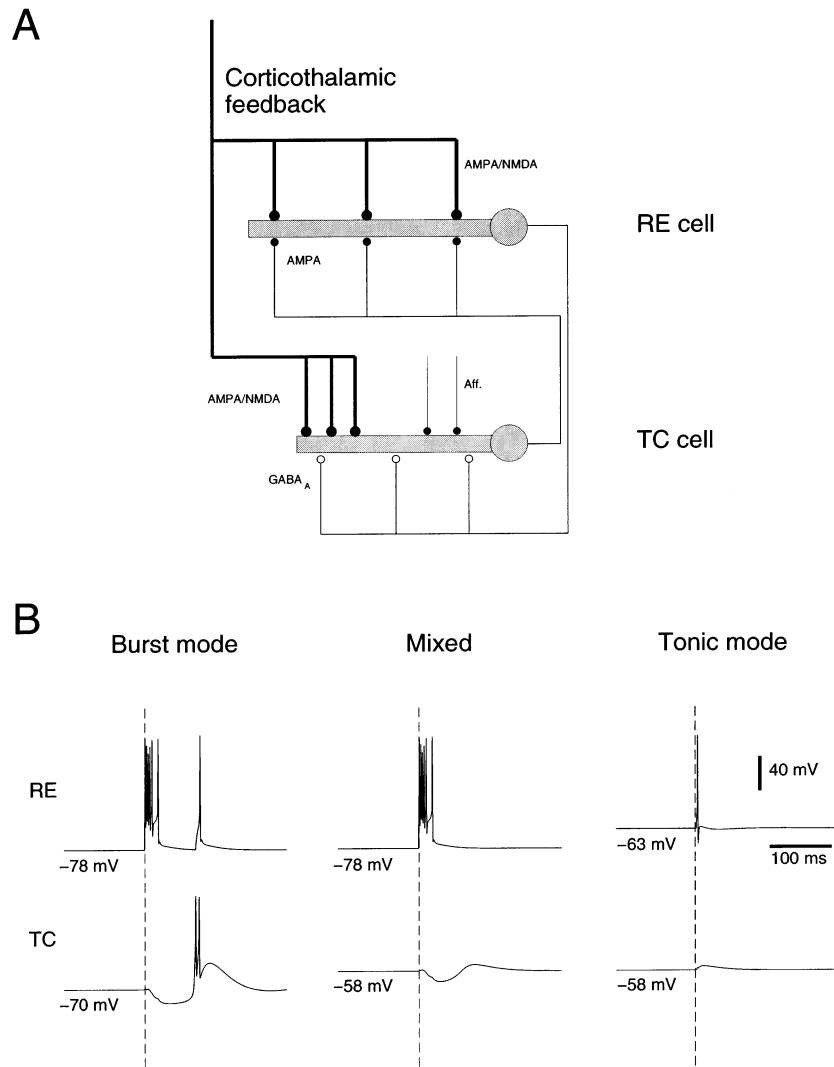 A
Corticothalamic
feedback
AMPA/NMDA
RE cell
AMPA
Aff.
AMPA/NMDA
TC cell
GABA A
B
Burst mode
Mixed
Tonic mode
RE
40 mV
−78 mV
−78 mV
−63 mV
100 ms
TC
−70 mV
−58 mV
−58 mV